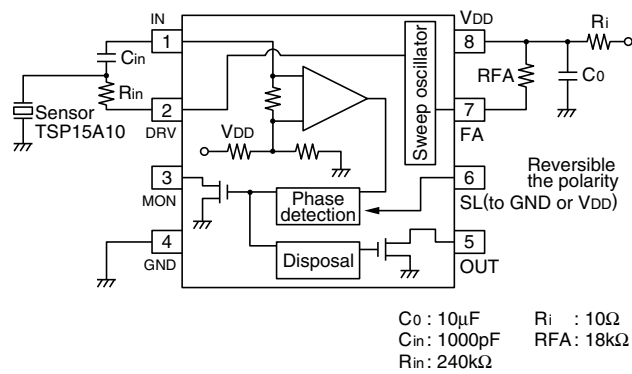 IN
1
Cin
Rin
Sensor
TSP15A10
2
DRV
VDD
3
MON
4
GND
Phase
detection
Disposal
Sweep oscillator
VDD
8
Ri
RFA
C0
7
FA
Reversible
the polarity
6
SL(to GND or VDD)
5
OUT
C0 : 10μF Ri : 10Ω
Cin : 1000pF RFA : 18kΩ
Rin : 240kΩ